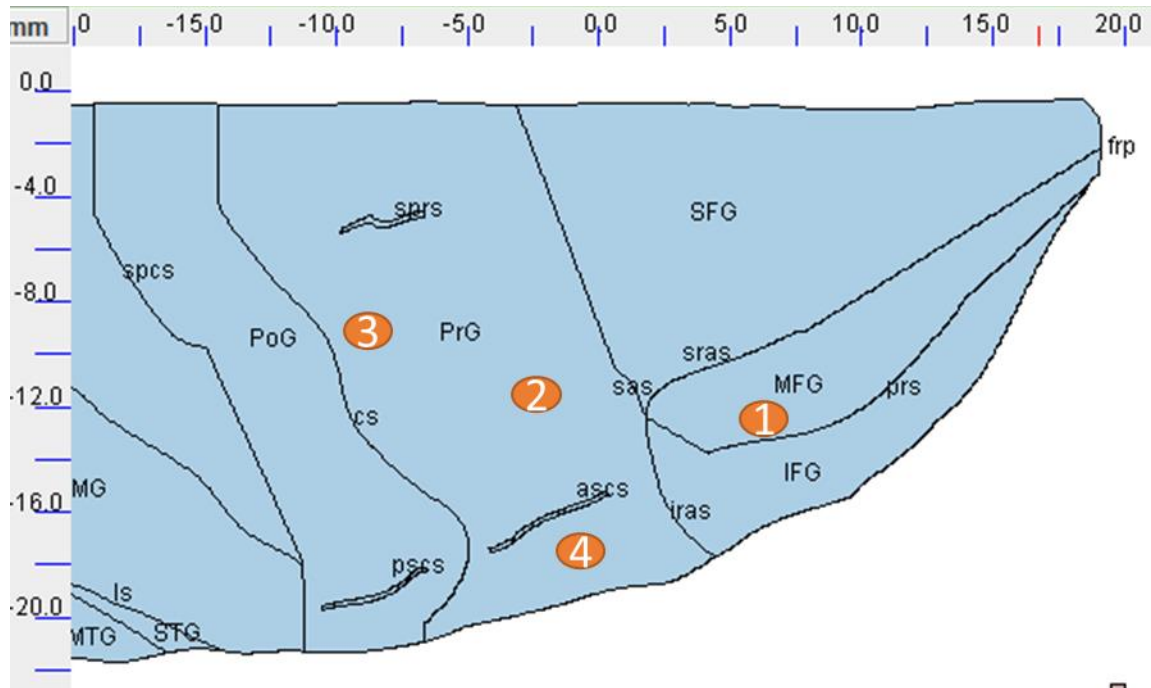 mm .0 -15.0 -10.0 -5.0 0.0 5.0 10.0 15.0 20.0
0.0
frp
-4.0
sprs
SFG
spcs
-8.0
3
PoG
PrG
sras
2
sas
MFG
prs
-12.0
1
cs
MG
IFG
ascs
-16.0
iras
4
pscs
ls
-20.0
MTG
STG